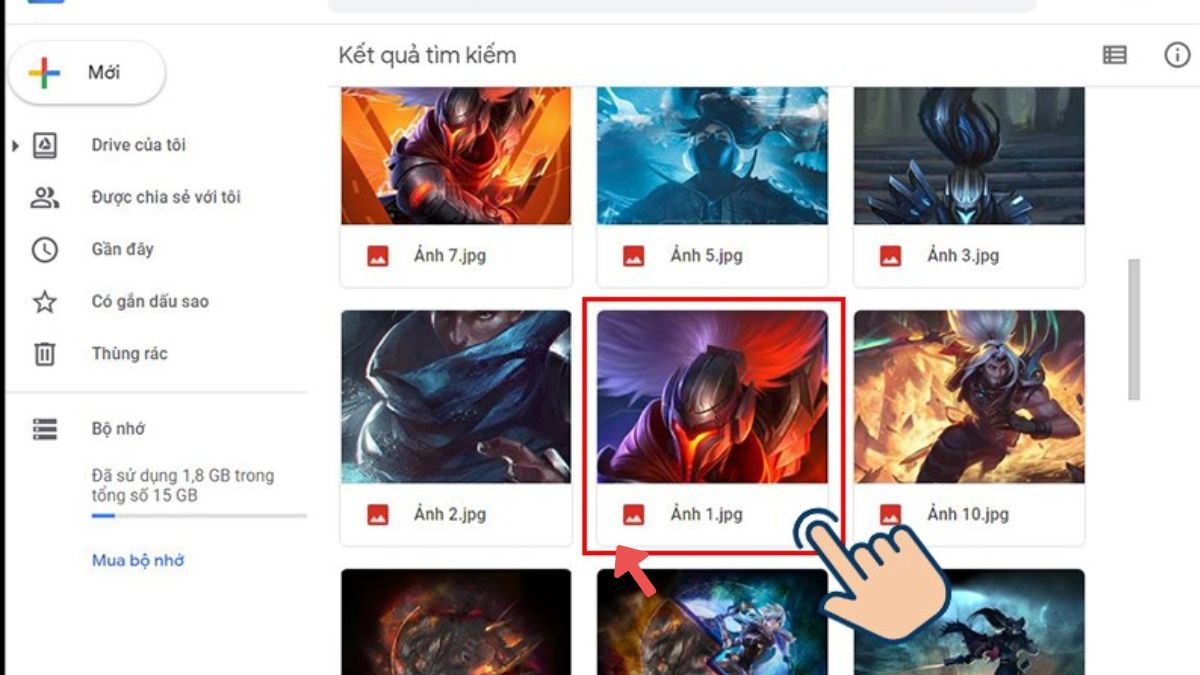 Kết quả tìm kiếm
Mới
Drive của tôi
Được chia sẻ với tôi
Gần đây
Có gắn dấu sao
Thùng rác
Bộ nhớ
Đã sử dụng 1,8 GB trong
tổng số 15 GB
Mua bộ nhớ
Ảnh 7.jpg
Ảnh 5.jpg
Ảnh 3.jpg
Ảnh 2.jpg
Ảnh 1.jpg
Ảnh 10.jpg